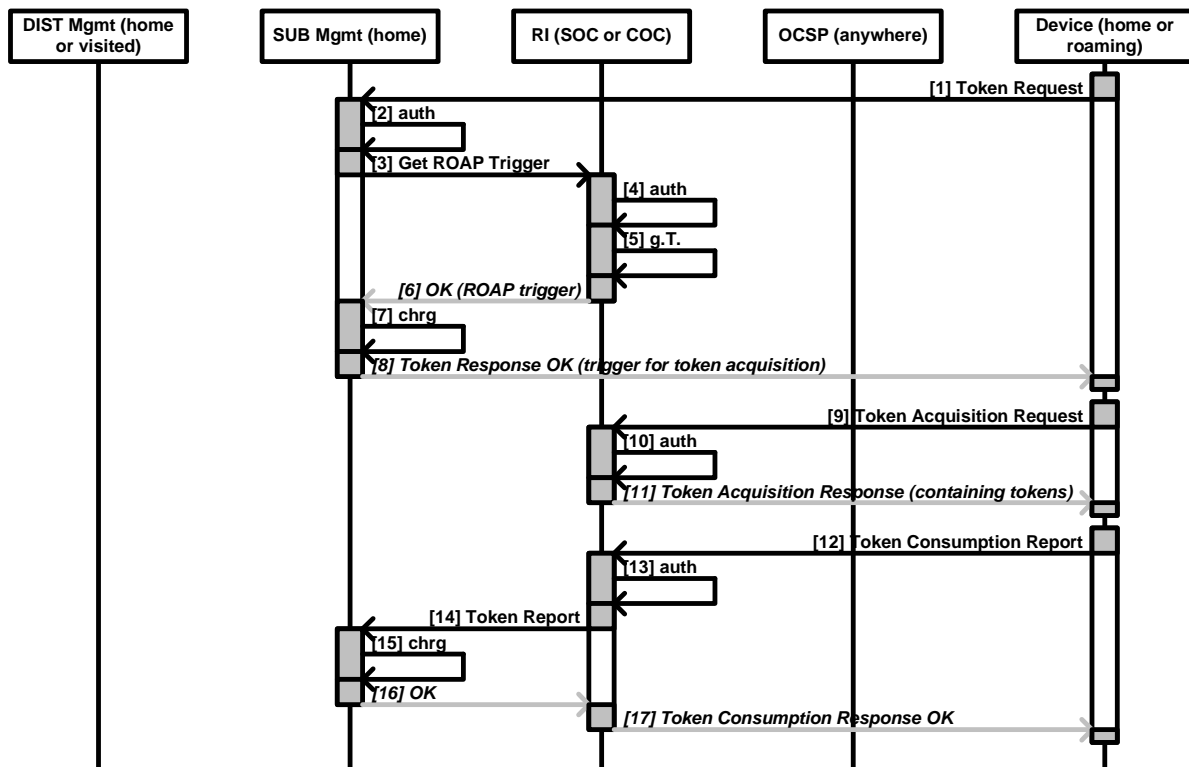 DIST Mgmt (home
or visited)
SUB Mgmt (home)
RI (SOC or COC)
OCSP (anywhere)
Device (home or
roaming)
[1] Token Request
[2] auth
[3] Get ROAP Trigger
[4] auth
[5] g.T.
[6] OK (ROAP trigger)
[7] chrg
[8] Token Response OK (trigger for token acquisition)
[9] Token Acquisition Request
[10] auth
[11] Token Acquisition Response (containing tokens)
[12] Token Consumption Report
[13] auth
[14] Token Report
[15] chrg
[16] OK
[17] Token Consumption Response OK